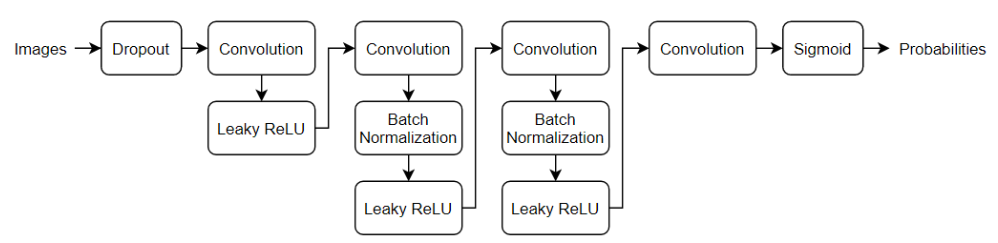 Images
Dropout
Convolution
Leaky ReLU
Convolution
Batch
Normalization
Leaky ReLU
Convolution
Batch
Normalization
Leaky ReLU
Convolution
Sigmoid
Probabilities